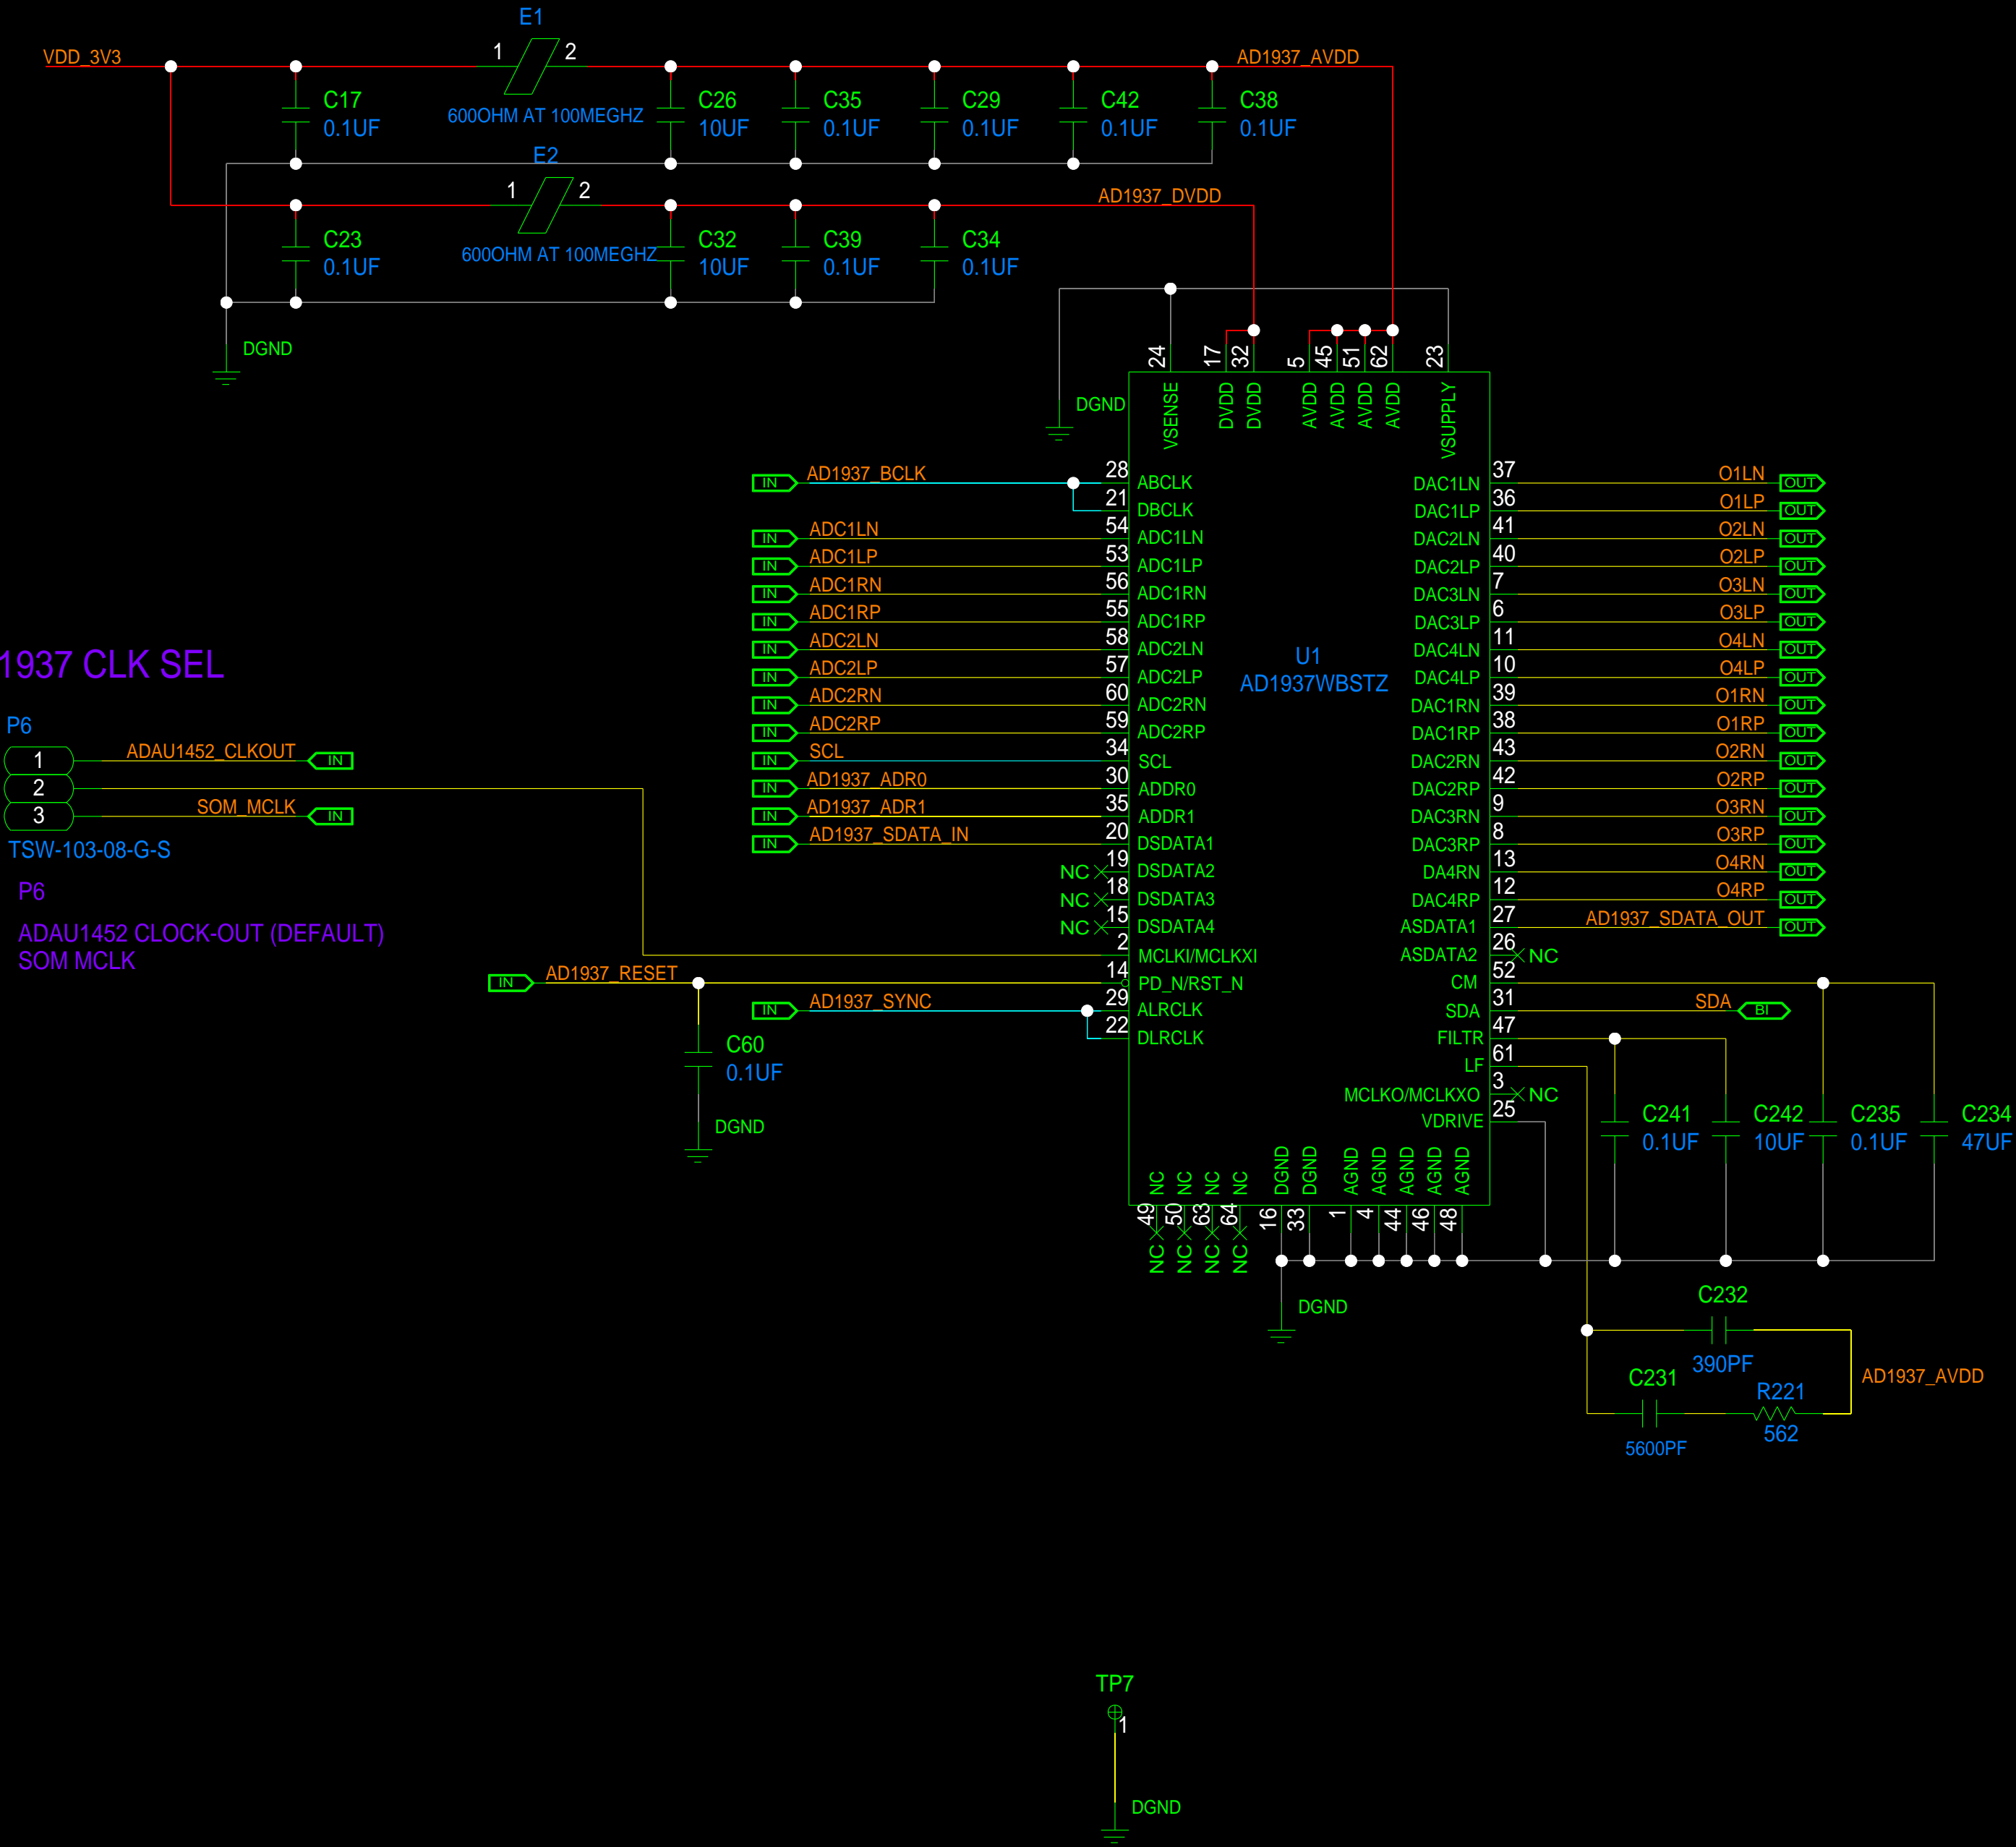 E1
VDD_3V3
1
2
AD1937_AVDD
600OHM AT 100MEGHZ
C17
0.1UF
C26
10UF
C35
0.1UF
C29
0.1UF
C42
0.1UF
C38
0.1UF
E2
1
2
AD1937_DVDD
600OHM AT 100MEGHZ
C23
0.1UF
C32
10UF
C39
0.1UF
C34
0.1UF
DGND
DGND
24 VSENSE
17 DVDD
32 DVDD
5 AVDD
45 AVDD
51 AVDD
62 AVDD
23 VSUPPLY
U1
AD1937WBSTZ
IN AD1937_BCLK 28 ABCLK
21 DBCLK
IN ADC1LN 54 ADC1LN
IN ADC1LP 53 ADC1LP
IN ADC1RN 56 ADC1RN
IN ADC1RP 55 ADC1RP
IN ADC2LN 58 ADC2LN
IN ADC2LP 57 ADC2LP
IN ADC2RN 60 ADC2RN
IN ADC2RP 59 ADC2RP
IN SCL 34 SCL
IN AD1937_ADR0 30 ADDR0
IN AD1937_ADR1 35 ADDR1
IN AD1937_SDATA_IN 20 DSDATA1
NC 19 DSDATA2
NC 18 DSDATA3
NC 15 DSDATA4
2 MCLKI/MCLKXI
IN AD1937_RESET 14 PD_N/RST_N
IN AD1937_SYNC 29 ALRCLK
22 DLRCLK
DAC1LN 37 O1LN OUT
DAC1LP 36 O1LP OUT
DAC2LN 41 O2LN OUT
DAC2LP 40 O2LP OUT
DAC3LN 7 O3LN OUT
DAC3LP 6 O3LP OUT
DAC4LN 11 O4LN OUT
DAC4LP 10 O4LP OUT
DAC1RN 39 O1RN OUT
DAC1RP 38 O1RP OUT
DAC2RN 43 O2RN OUT
DAC2RP 42 O2RP OUT
DAC3RN 9 O3RN OUT
DAC3RP 8 O3RP OUT
DA4RN 13 O4RN OUT
DAC4RP 12 O4RP OUT
ASDATA1 27 AD1937_SDATA_OUT OUT
ASDATA2 26 NC
CM 52
SDA 31 SDA BI
FILTR 47
LF 61
MCLKO/MCLKXO 3 NC
VDRIVE 25
1937 CLK SEL
P6
1 ADAU1452_CLKOUT IN
2
3 SOM_MCLK IN
TSW-103-08-G-S
P6
ADAU1452 CLOCK-OUT (DEFAULT)
SOM MCLK
C60
0.1UF
DGND
C241
0.1UF
C242
10UF
C235
0.1UF
C234
47UF
NC 49 NC
NC 50 NC
NC 63 NC
NC 64 NC
DGND 16
DGND 33
AGND 1
AGND 4
AGND 44
AGND 46
AGND 48
DGND
C232
390PF
AD1937_AVDD
C231
5600PF
R221
562
TP7
1
DGND